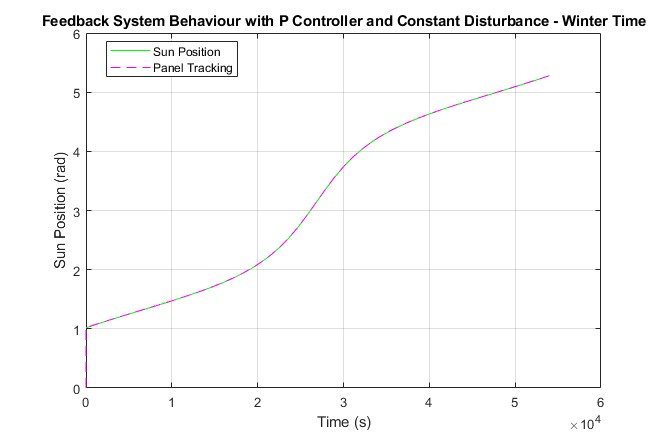 Feedback System Behaviour with P Controller and Constant Disturbance - Winter Time
Sun Position
Panel Tracking
6
5
4
3
2
1
0
Sun Position (rad)
0 1 2 3 4 5 6
Time (s)
×10^4